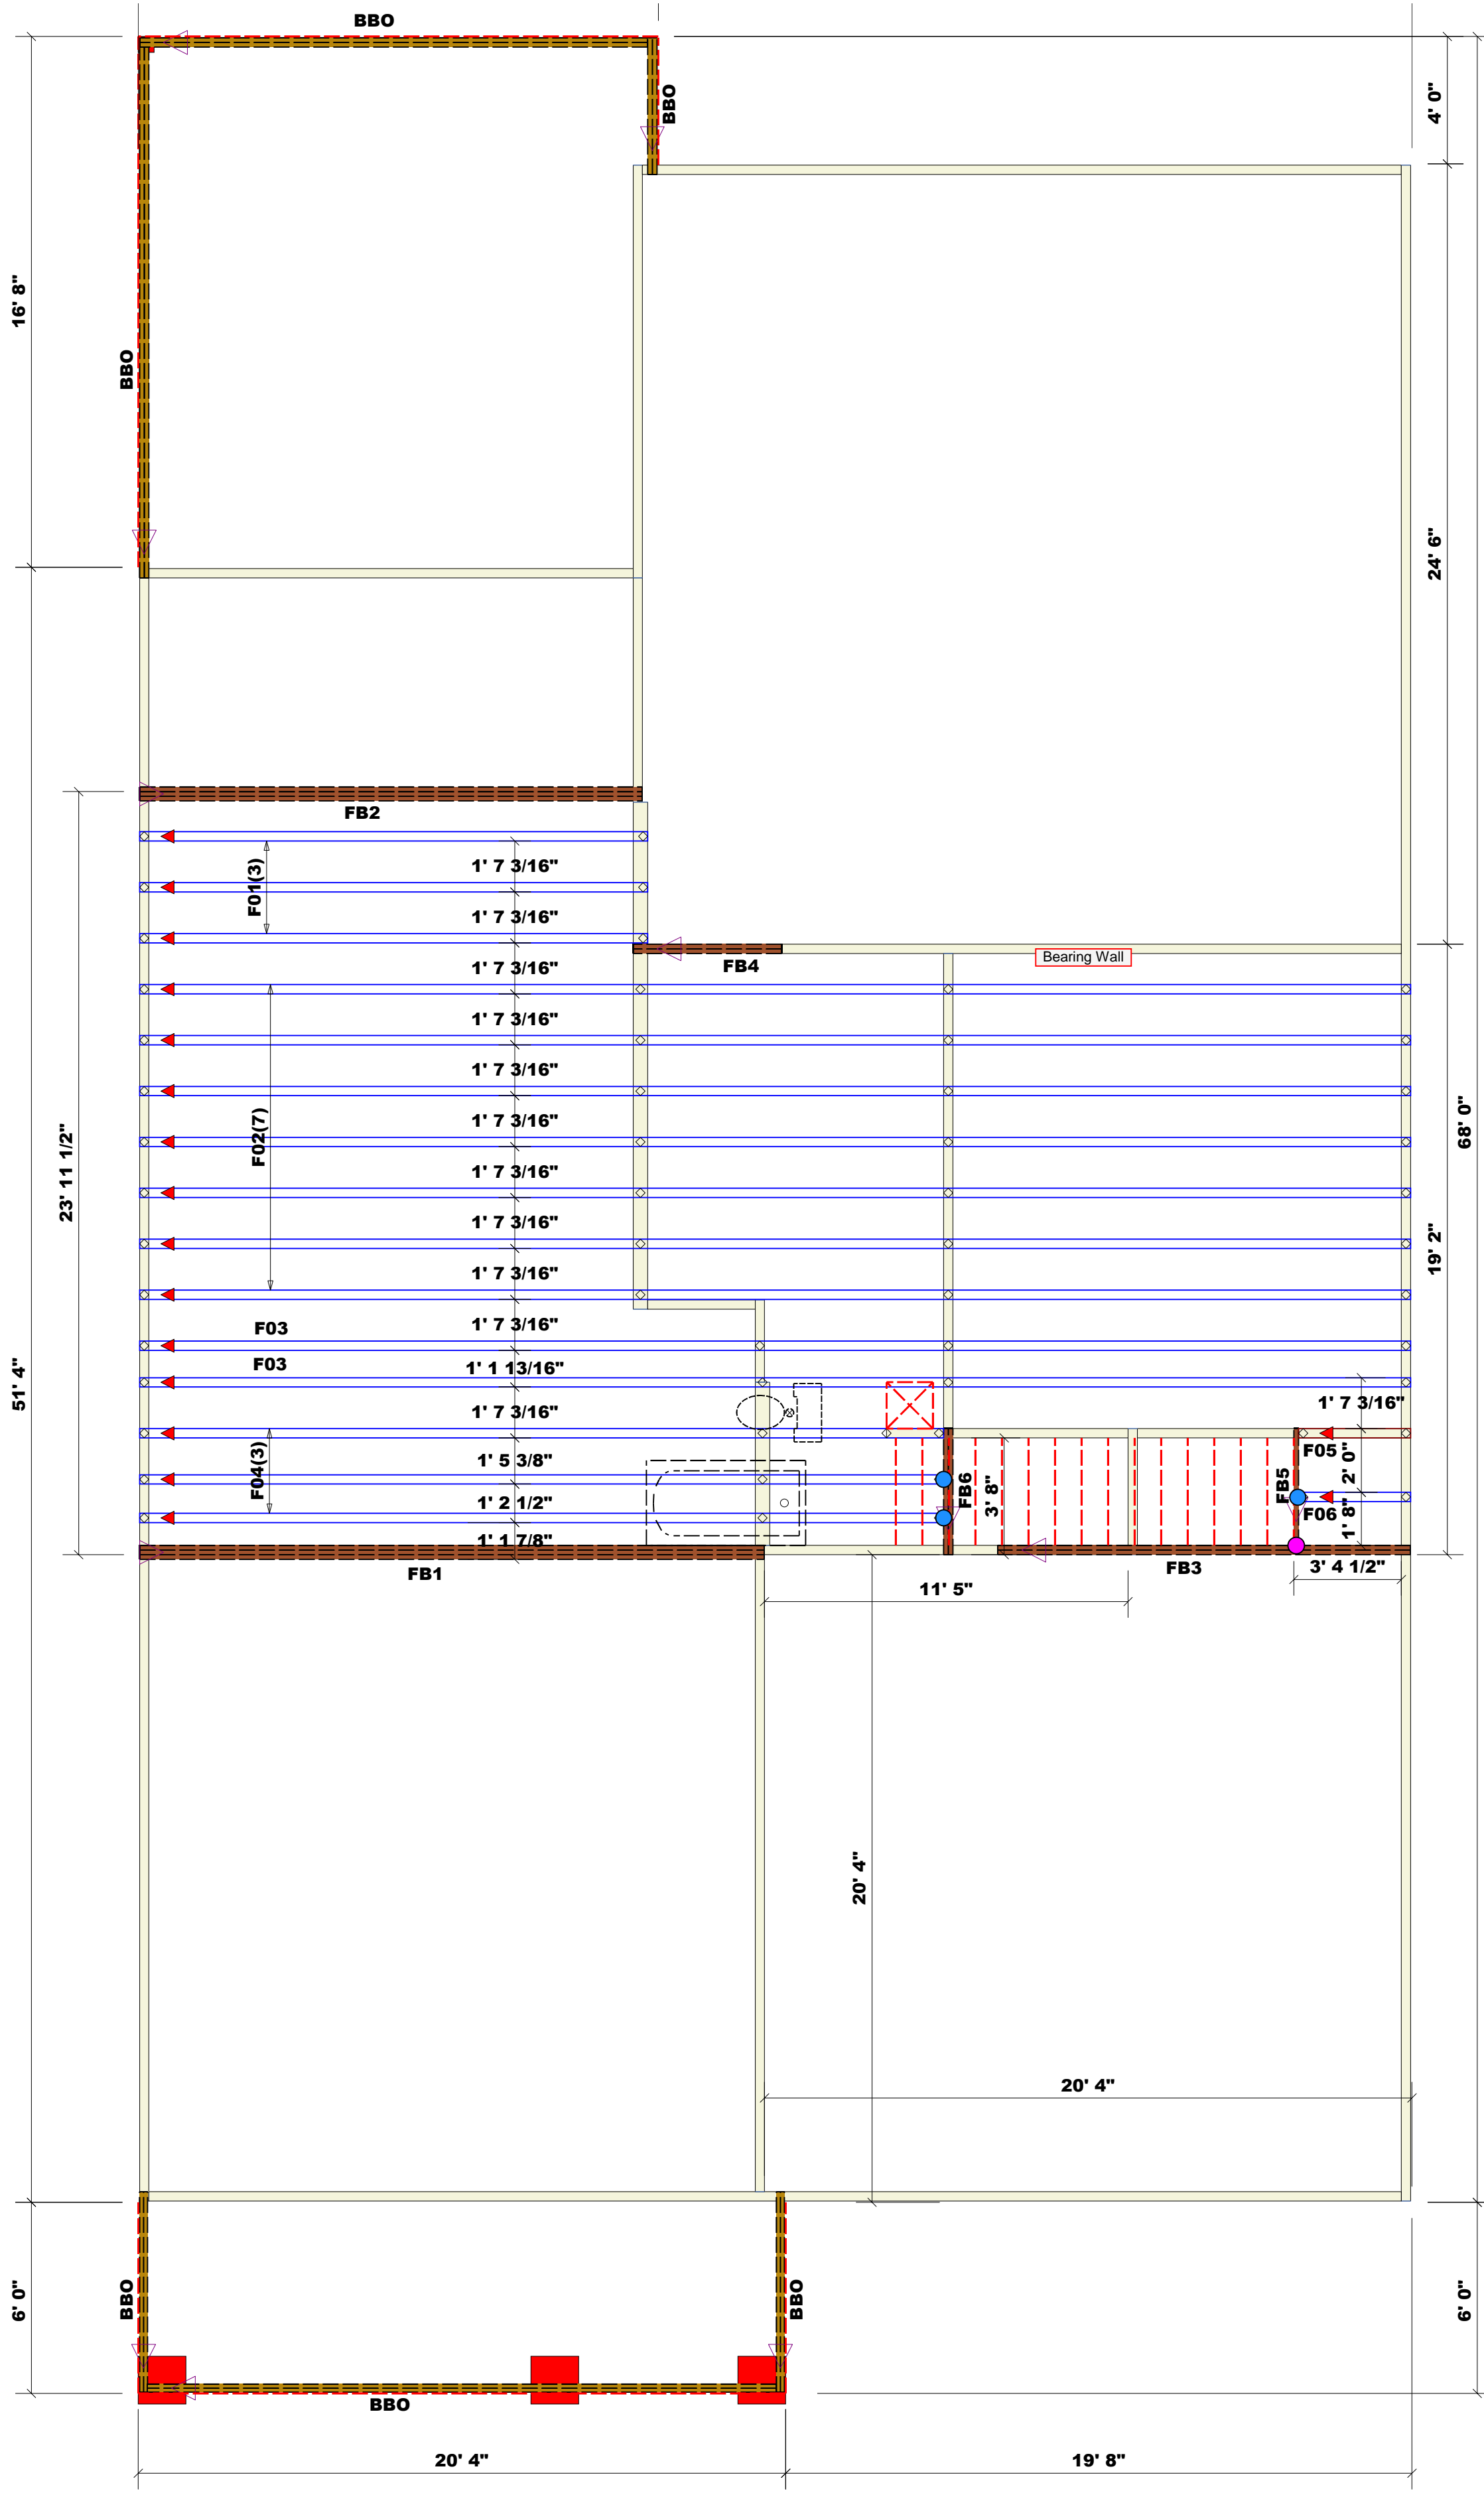 BBO
BBO
4' 0"
16' 8"
BBO
24' 6"
FB2
F01(3)
1' 7 3/16"
1' 7 3/16"
Bearing Wall
FB4
1' 7 3/16"
1' 7 3/16"
1' 7 3/16"
F02(7)
1' 7 3/16"
68' 0"
23' 11 1/2"
1' 7 3/16"
1' 7 3/16"
19' 2"
1' 7 3/16"
F03
1' 7 3/16"
F03
1' 1 13/16"
51' 4"
1' 7 3/16"
1' 7 3/16"
F05
F04(3)
1' 5 3/8"
2' 0"
FB6
3' 8"
FB5
1' 2 1/2"
F06
1' 8"
1' 1 7/8"
FB1
FB3
3' 4 1/2"
11' 5"
20' 4"
20' 4"
6' 0"
BBO
BBO
6' 0"
BBO
20' 4"
19' 8"